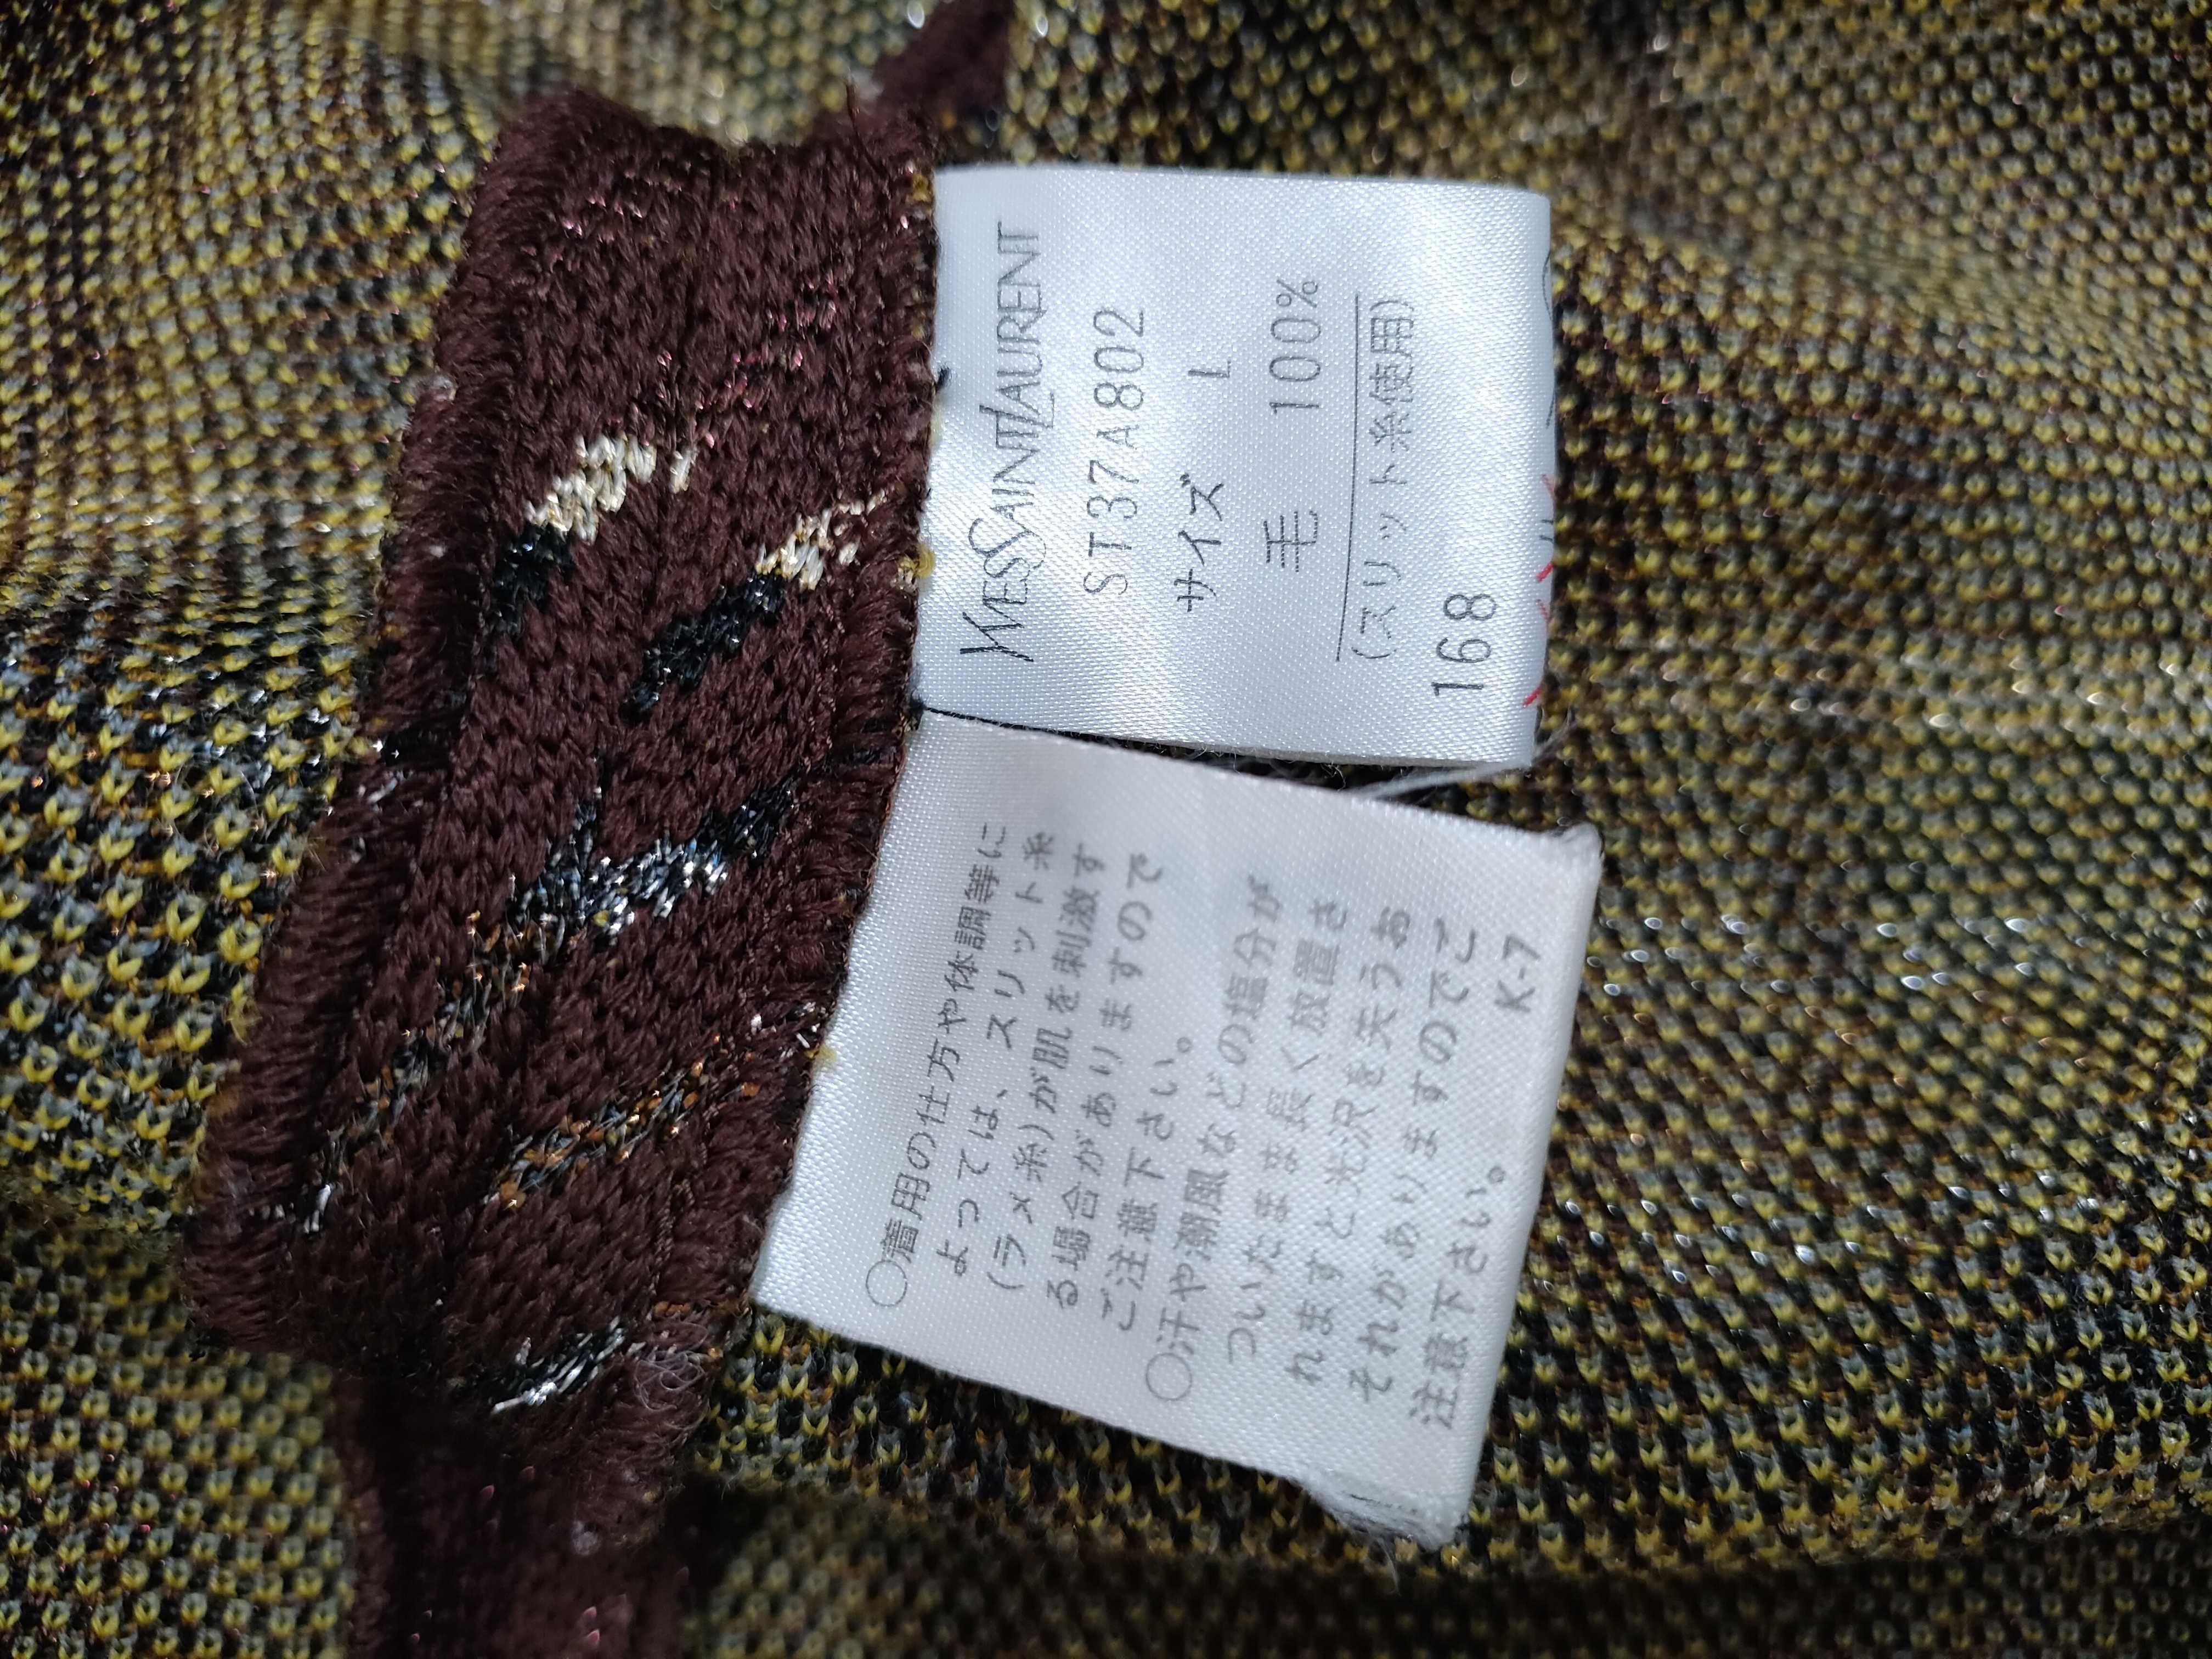 YVES SAINT LAURENT
ST37A802
サイズ L
毛 100%
(スリット糸使用)
168
○着用の仕方や体調等に
よっては、スリット糸
(ラメ糸)が肌を刺激す
る場合がありますので
ご注意下さい。
○汗や潮風などの塩分が
ついたまま長く放置さ
れますと光沢を失うお
それがありますのでご
注意下さい。 K-7